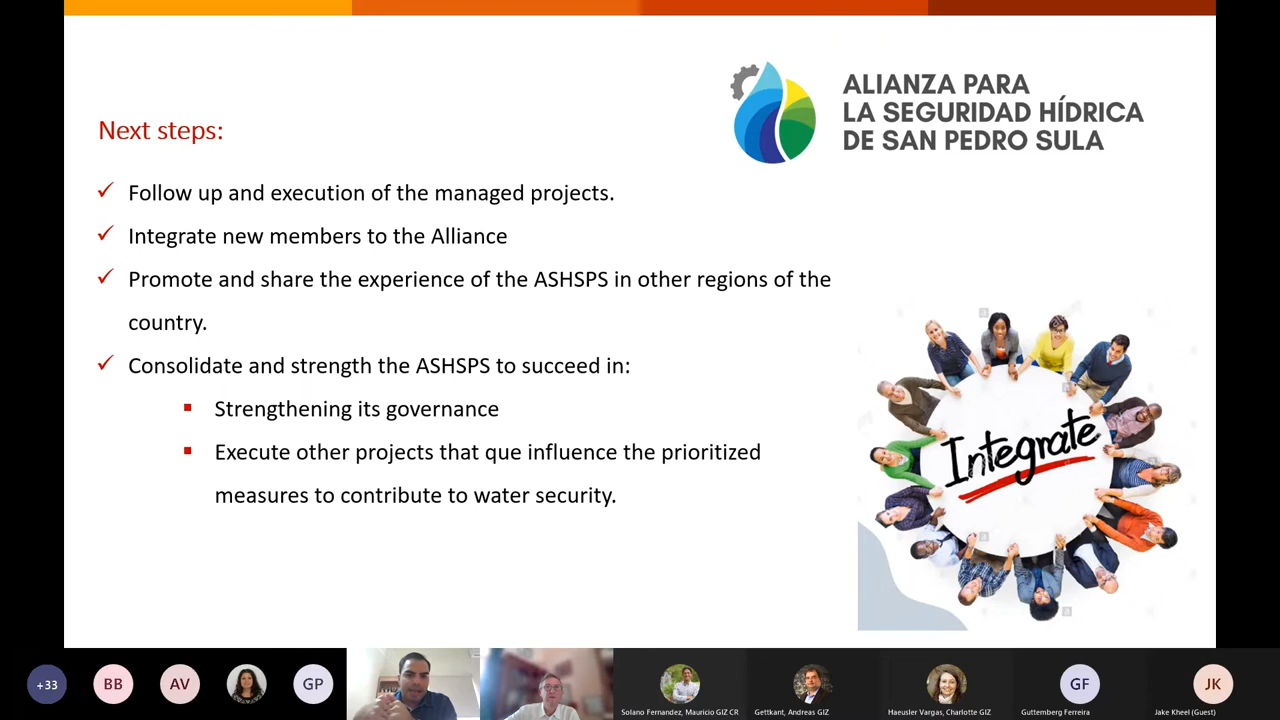 ALIANZA PARA
LA SEGURIDAD HÍDRICA
DE SAN PEDRO SULA
Next steps:
Follow up and execution of the managed projects.
Integrate new members to the Alliance
Promote and share the experience of the ASHSPS in other regions of the
country.
Consolidate and strength the ASHSPS to succeed in:
Strengthening its governance
Execute other projects that que influence the prioritized
measures to contribute to water security.
Integrate
+33
BB
AV
GP
Solano Fernandez, Mauricio GIZ CR
Gettkant, Andreas GIZ
Haeusler Vargas, Charlotte GIZ
GF
Guttemberg Ferreira
JK
Jake Kheel (Guest)